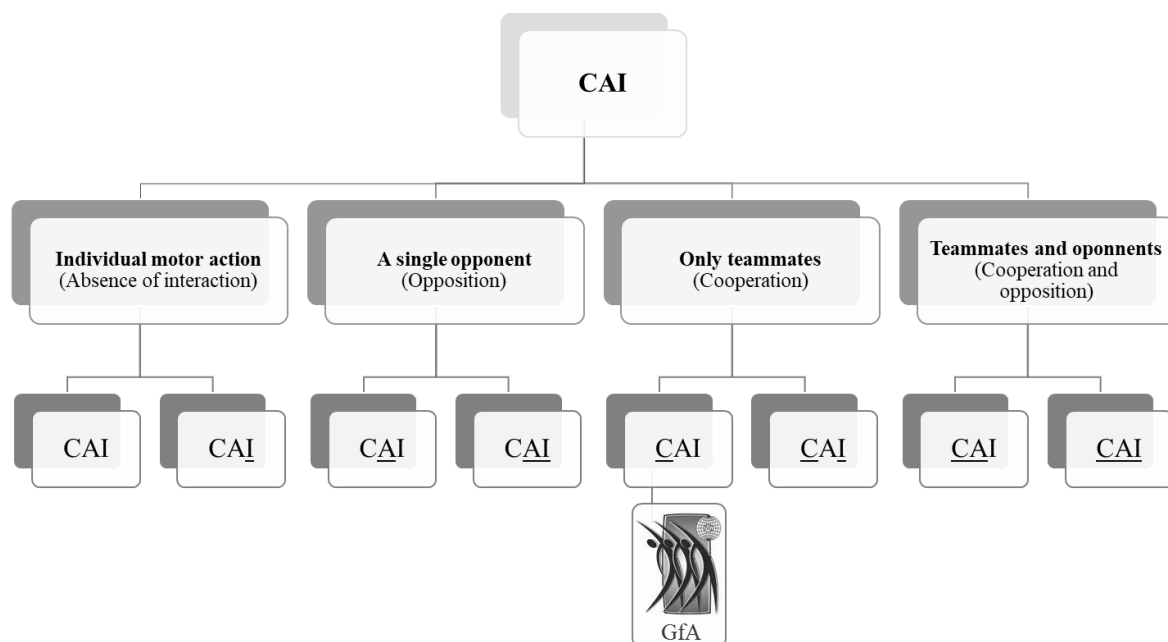 CAI
Individual motor action
(Absence of interaction)
A single opponent
(Opposition)
Only teammates
(Cooperation)
Teammates and oponnents
(Cooperation and
opposition)
CAI
CAI
CAI
CAI
CAI
CAI
CAI
CAI
GfA